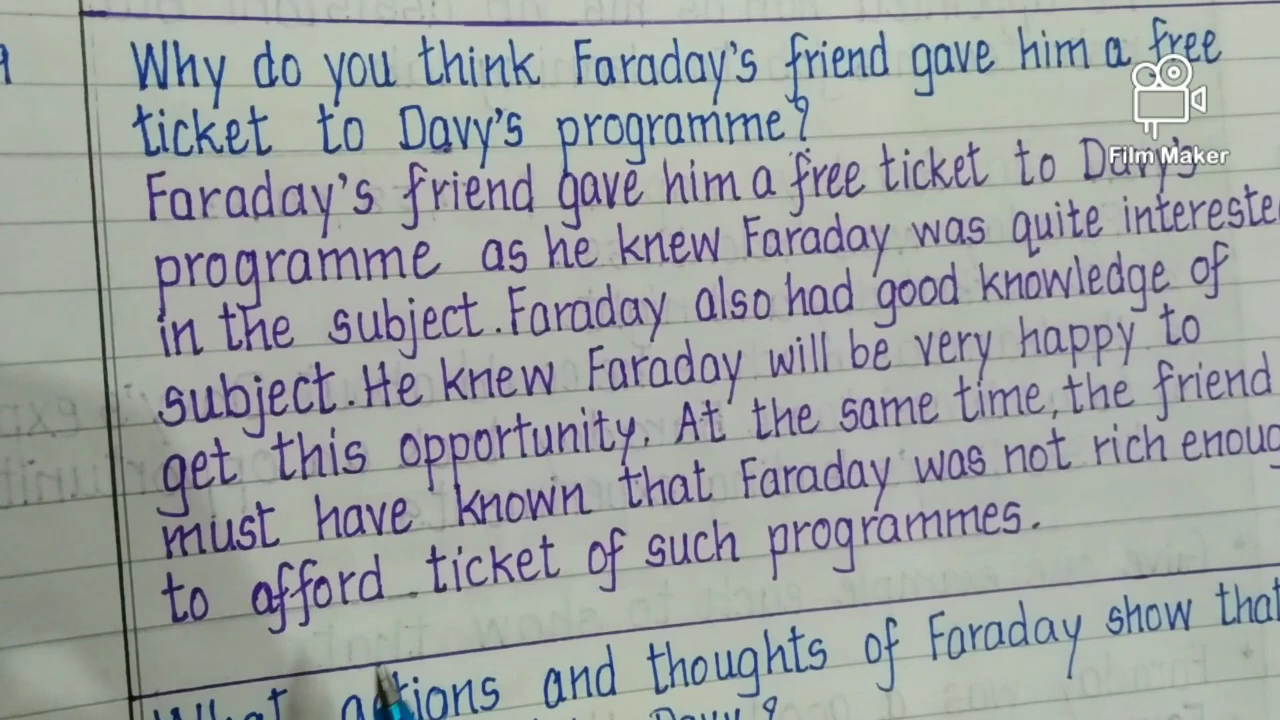 Why do you think Faraday's friend gave him a free
ticket to Davy's programme?
Film Maker
Faraday's friend gave him a free ticket to Davy's
programme as he knew Faraday was quite intereste
in the subject. Faraday also had good knowledge of
subject. He knew Faraday will be very happy to
get this opportunity. At the same time, the friend
must have known that Faraday was not rich enoug
to afford ticket of such programmes.
What actions and thoughts of Faraday show that
Davy?